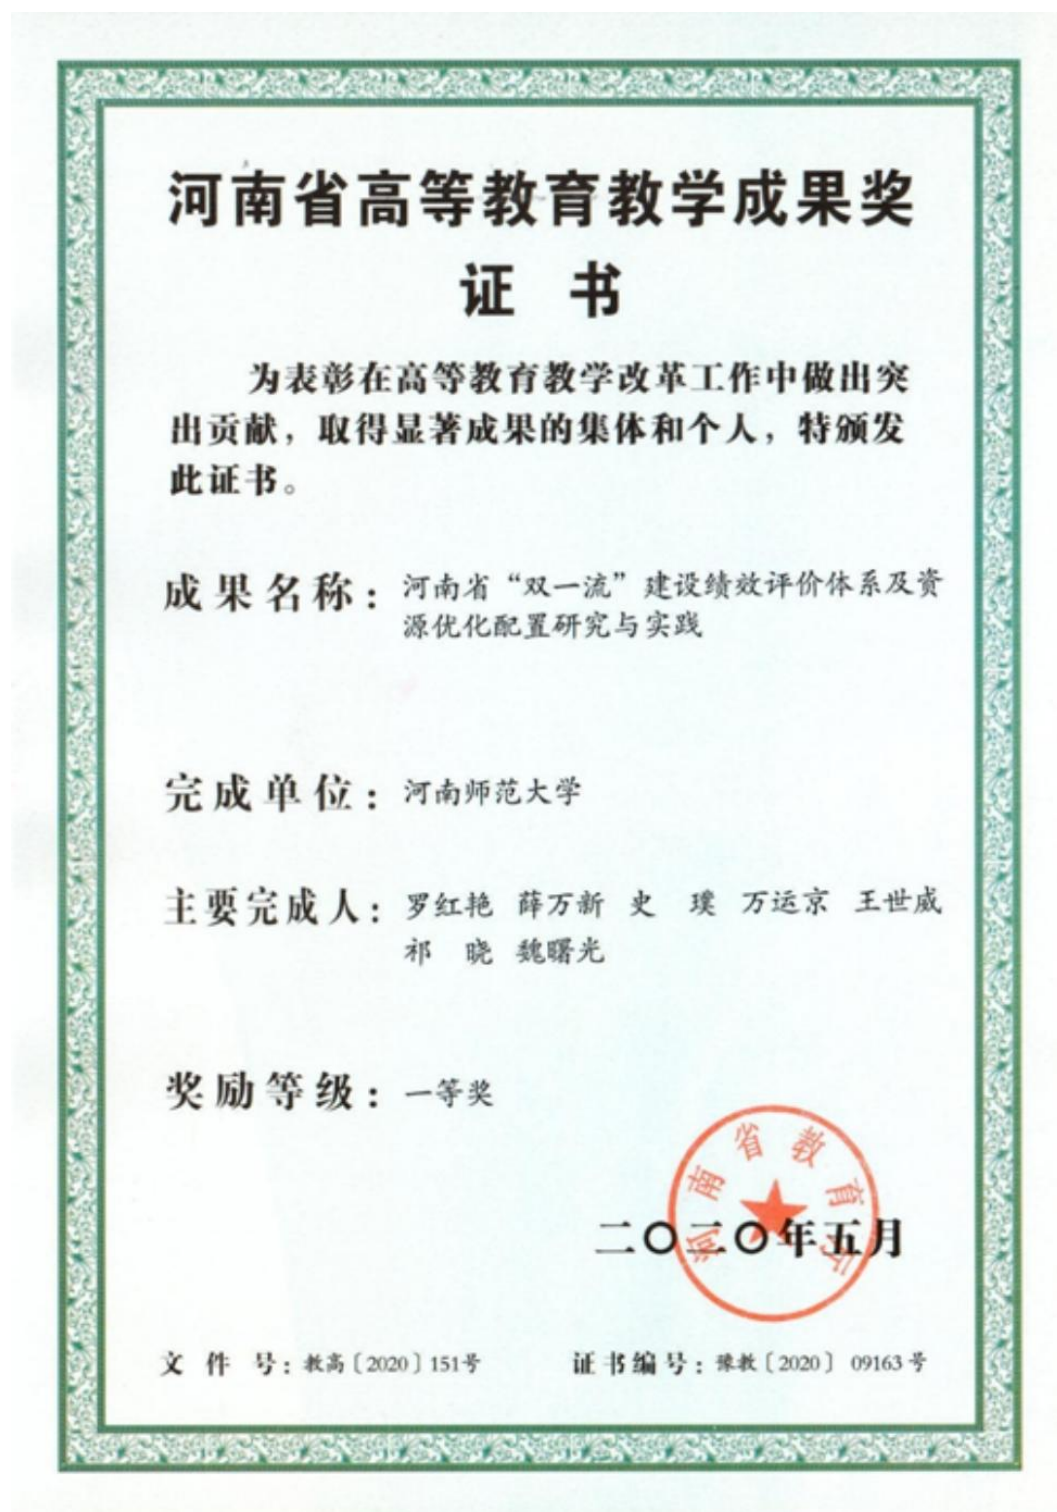 河南省高等教育教学成果奖
证 书
为表彰在高等教育教学改革工作中做出突
出贡献，取得显著成果的集体和个人，特颁发
此证书。
成果名称：河南省“双一流”建设绩效评价体系及资
源优化配置研究与实践
完成单位：河南师范大学
主要完成人：罗红艳 薛万新 史 璞 万运京 王世威
祁 晓 魏曙光
奖励等级：一等奖
河南省教育厅
二〇二〇年五月
文 件 号：教高〔2020〕151号 证书编号：豫教〔2020〕09163号